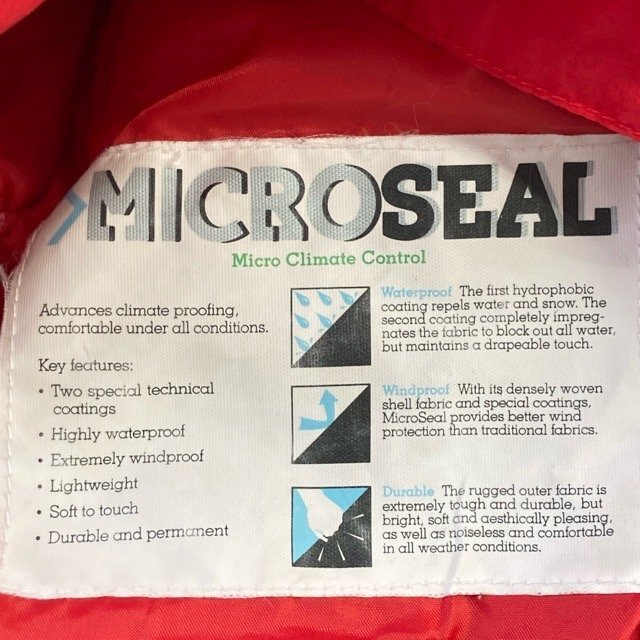 MICROSEAL
Micro Climate Control
Advances climate proofing,
comfortable under all conditions.
Key features:
• Two special technical
coatings
• Highly waterproof
• Extremely windproof
• Lightweight
• Soft to touch
• Durable and permanent
Waterproof The first hydrophobic
coating repels water and snow. The
second coating completely impreg-
nates the fabric to block out all water,
but maintains a drapeable touch.
Windproof With its densely woven
shell fabric and special coatings,
MicroSeal provides better wind
protection than traditional fabrics.
Durable The rugged outer fabric is
extremely tough and durable, but
bright, soft and aesthically pleasing,
as well as noiseless and comfortable
in all weather conditions.